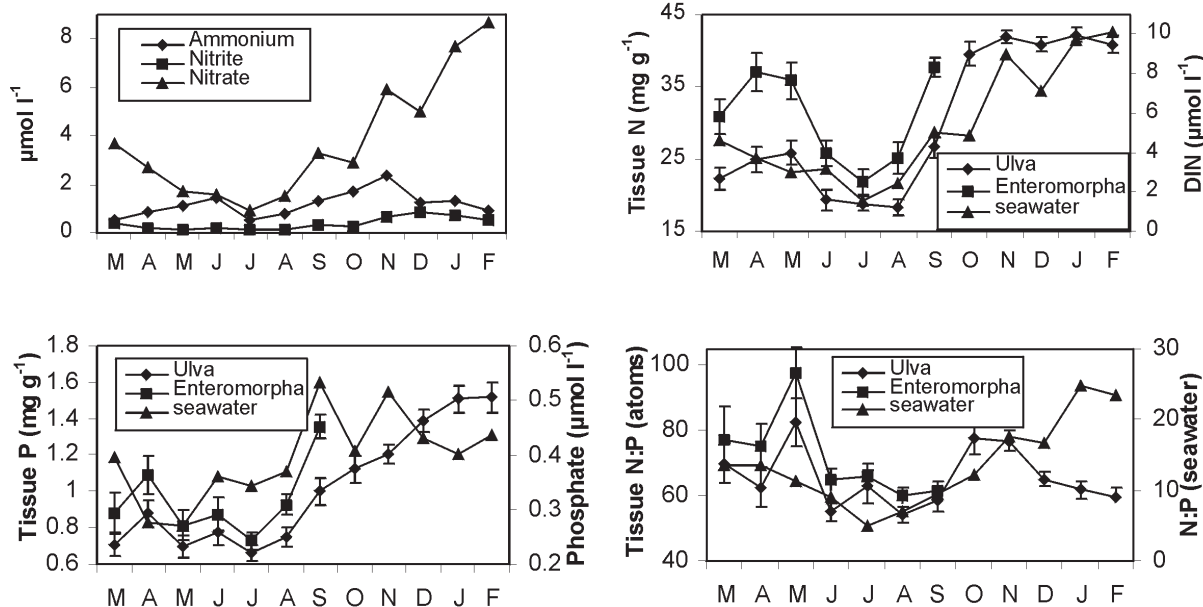 8
6
4
2
0
µmol l-1
Ammonium
Nitrite
Nitrate
M A M J J A S O N D J F
45
35
25
15
Tissue N (mg g-1)
10
8
6
4
2
0
DIN (µmol l-1)
Ulva
Enteromorpha
seawater
M A M J J A S O N D J F
1.8
1.6
1.4
1.2
1
0.8
0.6
Tissue P (mg g-1)
0.6
0.5
0.4
0.3
0.2
Phosphate (µmol l-1)
Ulva
Enteromorpha
seawater
M A M J J A S O N D J F
100
80
60
40
Tissue N:P (atoms)
30
20
10
0
N:P (seawater)
Ulva
Enteromorpha
seawater
M A M J J A S O N D J F